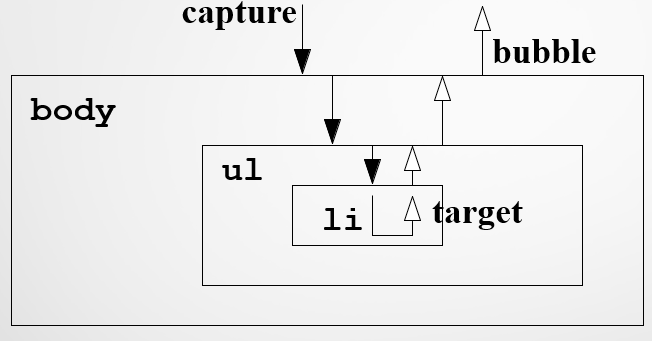 capture
bubble
body
ul
li
target